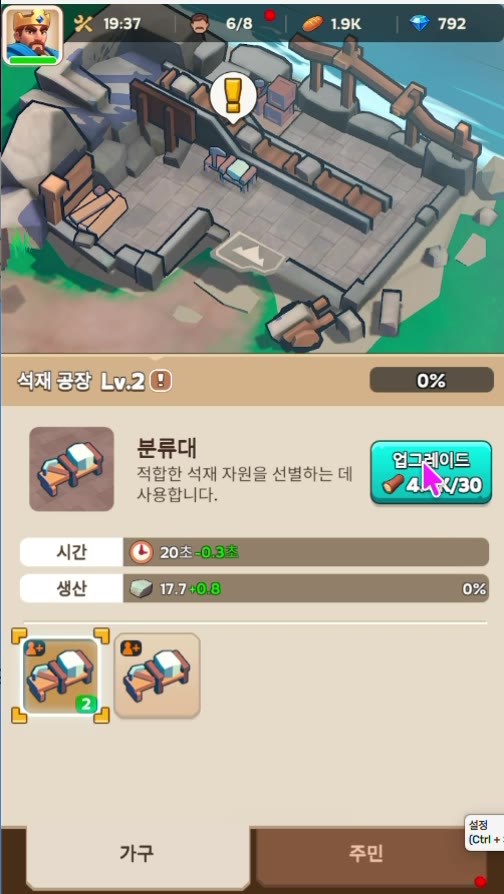 19:37
6/8
1.9K
792
석재 공장 Lv.2
0%
분류대
적합한 석재 자원을 선별하는 데
사용합니다.
업그레이드
/30
시간
20초-0.3초
생산
17.7+0.8
0%
2
설정
(Ctrl +
가구
주민